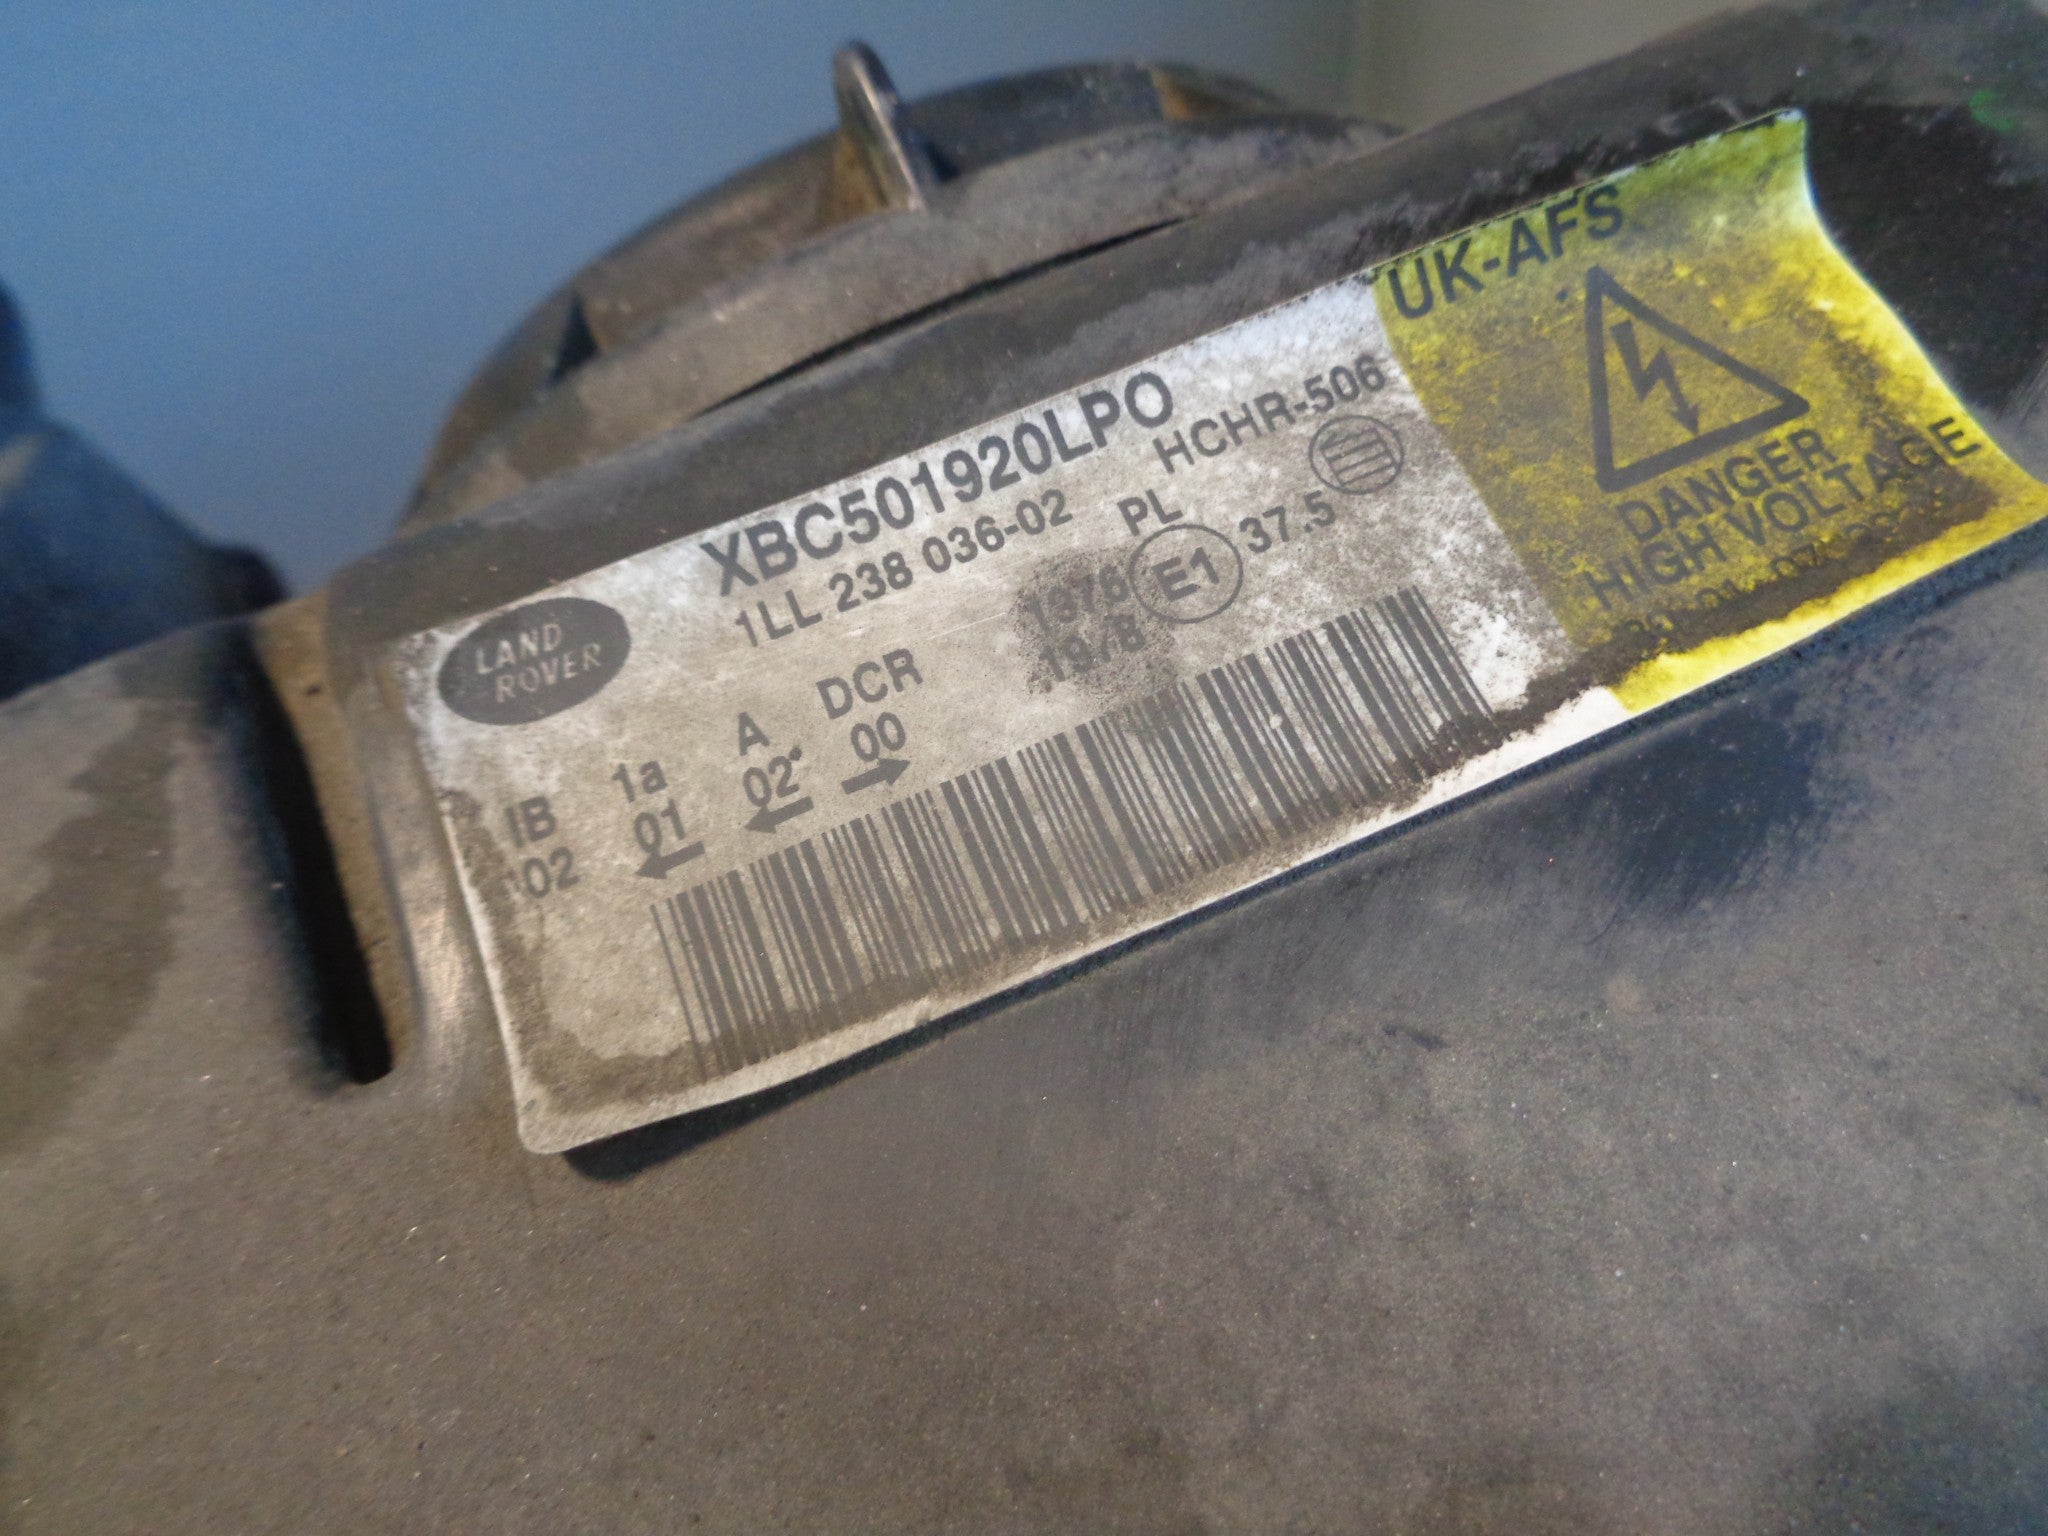 LAND
ROVER
XBC501920LPO
1LL 238 036-02
PL
HCHR-506
IB
02
1a
01
A
02
DCR
00
E1
37.5
UK-AFS
DANGER
HIGH VOLTAGE